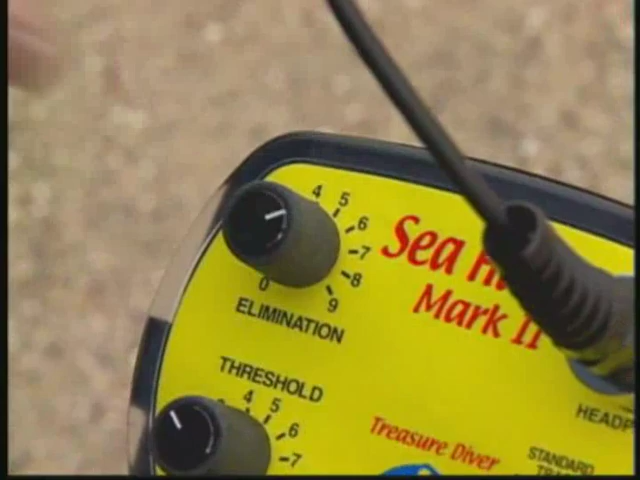 4 5 6 7 8 9
0
ELIMINATION
Sea
Mark II
THRESHOLD
4 5 6 7
Treasure Diver
STANDARD